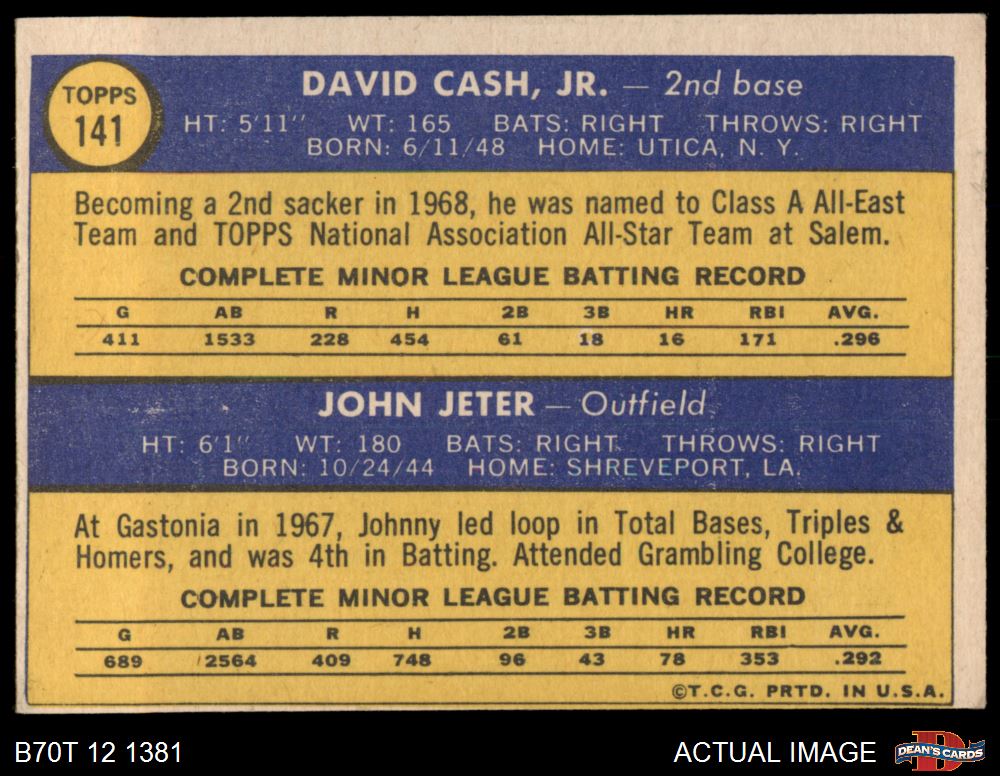 TOPPS
141
DAVID CASH, JR. — 2nd base
HT: 5'11" WT: 165 BATS: RIGHT THROWS: RIGHT
BORN: 6/11/48 HOME: UTICA, N. Y.
Becoming a 2nd sacker in 1968, he was named to Class A All-East
Team and TOPPS National Association All-Star Team at Salem.
COMPLETE MINOR LEAGUE BATTING RECORD
G AB R H 2B 3B HR RBI AVG.
411 1533 228 454 61 18 16 171 .296
JOHN JETER — Outfield
HT: 6'1" WT: 180 BATS: RIGHT THROWS: RIGHT
BORN: 10/24/44 HOME: SHREVEPORT, LA.
At Gastonia in 1967, Johnny led loop in Total Bases, Triples &
Homers, and was 4th in Batting. Attended Grambling College.
COMPLETE MINOR LEAGUE BATTING RECORD
G AB R H 2B 3B HR RBI AVG.
689 2564 409 748 96 43 78 353 .292
©T.C.G. PRTD. IN U.S.A.
B70T 12 1381 ACTUAL IMAGE DEAN'S CARDS